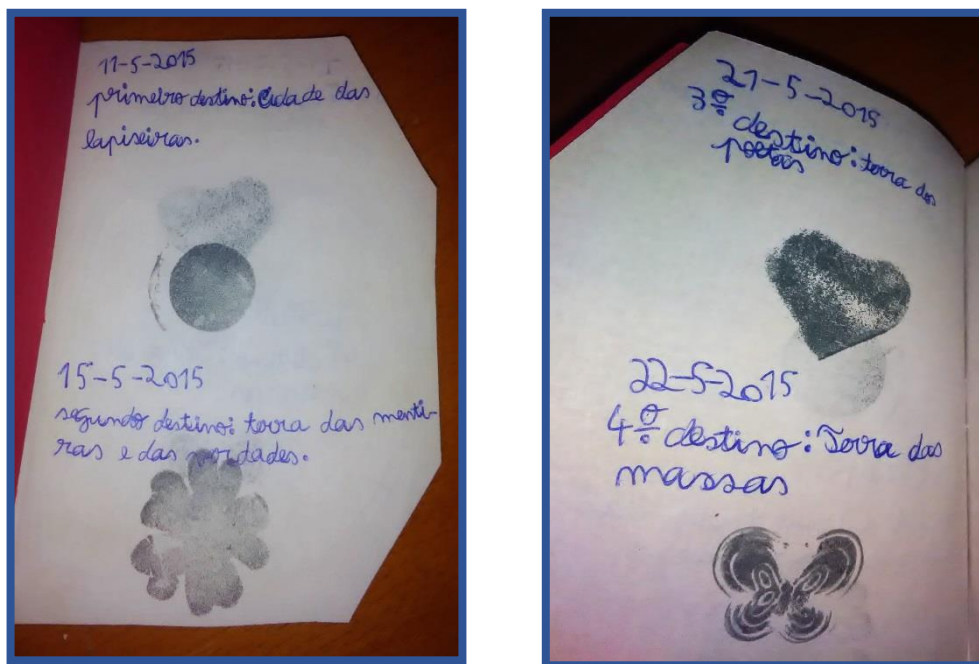 11-5-2015
primeiro destino: Cidade das
lapiseiras.
15-5-2015
segundo destino: terra das menti-
ras e das verdades.
21-5-2015
3º destino: terra dos
poetas
22-5-2015
4º destino: Terra das
massas